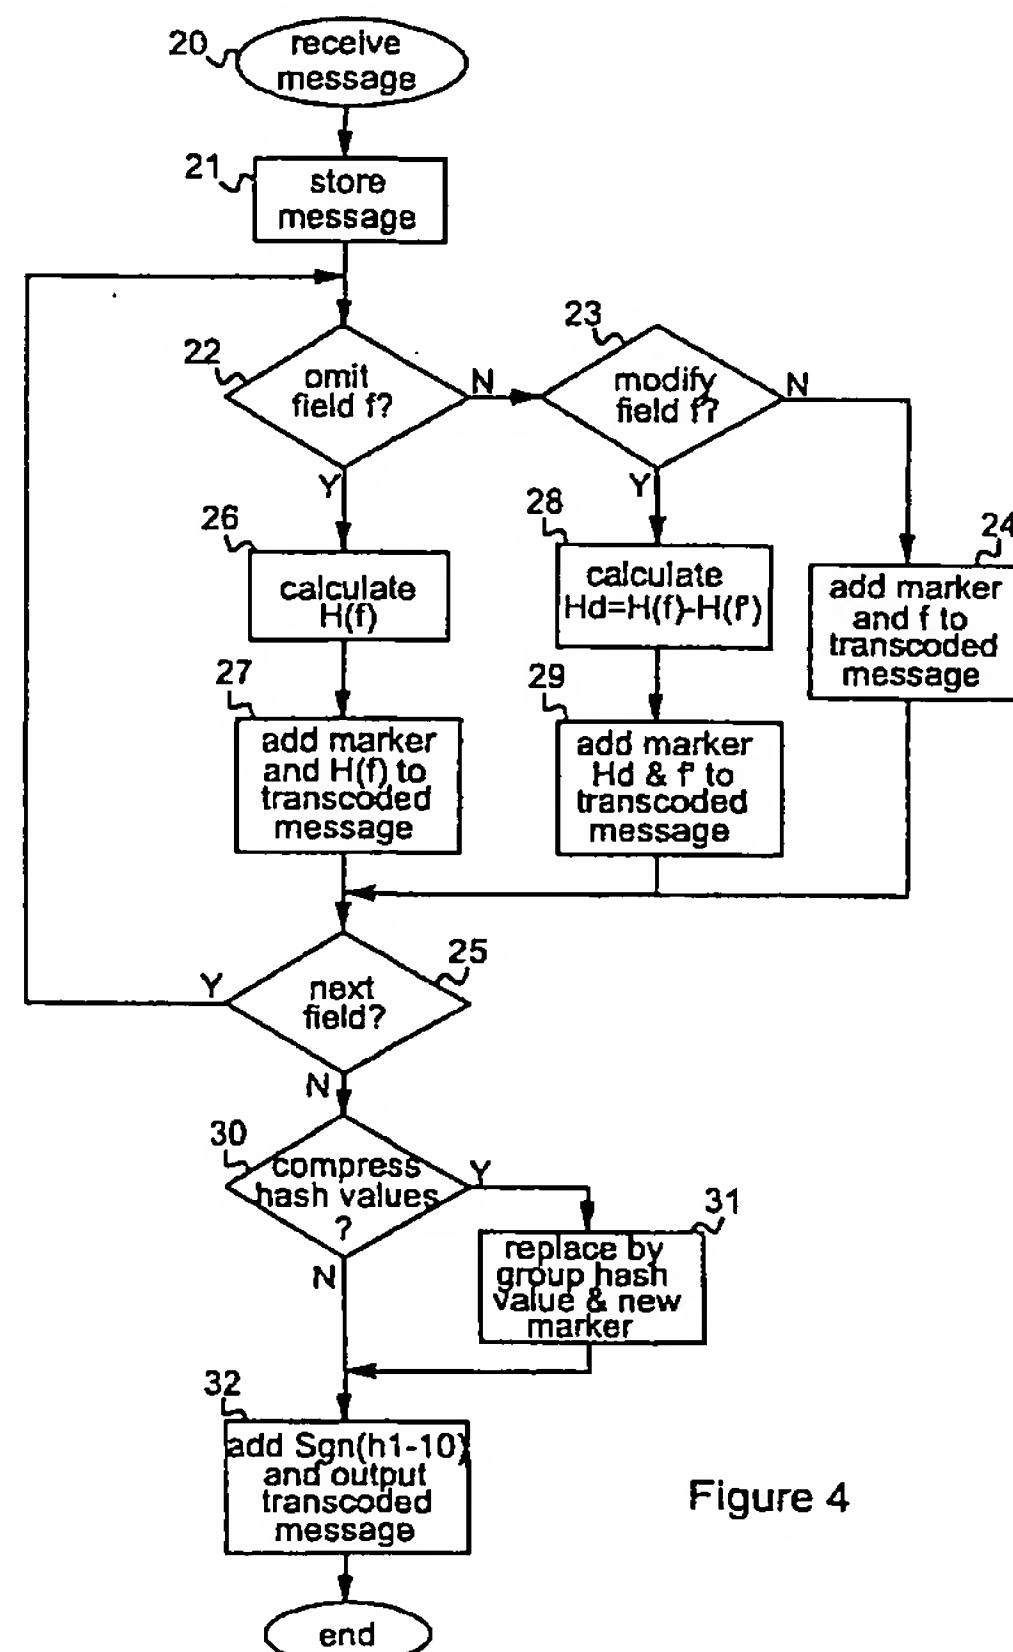 20
receive
message
21
store
message
22
omit
field f?
N
Y
23
modify
field f'?
N
Y
26
calculate
H(f)
28
calculate
Hd=H(f)-H(f')
24
add marker
and f to
transcoded
message
27
add marker
and H(f) to
transcoded
message
29
add marker
Hd & f' to
transcoded
message
25
next
field?
Y
N
30
compress
hash values
?
Y
N
31
replace by
group hash
value & new
marker
32
add Sgn(h1-10)
and output
transcoded
message
end
Figure 4